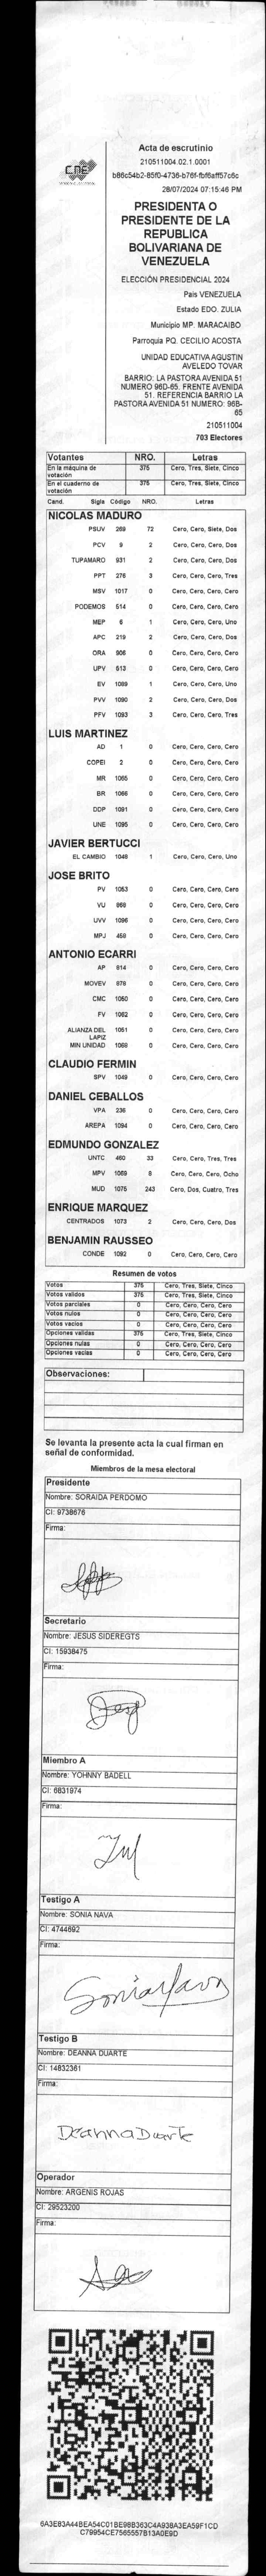 CNE
Acta de escrutinio
210511004.02.1.0001
b86c54b2-85f0-4736-b76f-fbf6aff57c6c
28/07/2024 07:15:46 PM
PRESIDENTA O
PRESIDENTE DE LA
REPUBLICA
BOLIVARIANA DE
VENEZUELA
ELECCIÓN PRESIDENCIAL 2024
Pais VENEZUELA
Estado EDO. ZULIA
Municipio MP. MARACAIBO
Parroquia PQ. CECILIO ACOSTA
UNIDAD EDUCATIVA AGUSTIN
AVELEDO TOVAR
BARRIO: LA PASTORA AVENIDA 51
NUMERO 96D-65. FRENTE AVENIDA
51. REFERENCIA BARRIO LA
PASTORA AVENIDA 51 NUMERO: 96B-
65
210511004
703 Electores
Votantes NRO. Letras
En la máquina de votación 375 Cero, Tres, Siete, Cinco
En el cuaderno de votación 375 Cero, Tres, Siete, Cinco
Cand. Sigla Código NRO. Letras
NICOLAS MADURO
PSUV 269 72 Cero, Cero, Siete, Dos
PCV 9 2 Cero, Cero, Cero, Dos
TUPAMARO 931 2 Cero, Cero, Cero, Dos
PPT 276 3 Cero, Cero, Cero, Tres
MSV 1017 0 Cero, Cero, Cero, Cero
PODEMOS 514 0 Cero, Cero, Cero, Cero
MEP 6 1 Cero, Cero, Cero, Uno
APC 219 2 Cero, Cero, Cero, Dos
ORA 906 0 Cero, Cero, Cero, Cero
UPV 513 0 Cero, Cero, Cero, Cero
EV 1089 1 Cero, Cero, Cero, Uno
PVV 1090 2 Cero, Cero, Cero, Dos
PFV 1093 3 Cero, Cero, Cero, Tres
LUIS MARTINEZ
AD 1 0 Cero, Cero, Cero, Cero
COPEI 2 0 Cero, Cero, Cero, Cero
MR 1065 0 Cero, Cero, Cero, Cero
BR 1066 0 Cero, Cero, Cero, Cero
DDP 1091 0 Cero, Cero, Cero, Cero
UNE 1095 0 Cero, Cero, Cero, Cero
JAVIER BERTUCCI
EL CAMBIO 1048 1 Cero, Cero, Cero, Uno
JOSE BRITO
PV 1053 0 Cero, Cero, Cero, Cero
VU 868 0 Cero, Cero, Cero, Cero
UVV 1096 0 Cero, Cero, Cero, Cero
MPJ 458 0 Cero, Cero, Cero, Cero
ANTONIO ECARRI
AP 814 0 Cero, Cero, Cero, Cero
MOVEV 878 0 Cero, Cero, Cero, Cero
CMC 1050 0 Cero, Cero, Cero, Cero
FV 1062 0 Cero, Cero, Cero, Cero
ALIANZA DEL LAPIZ 1051 0 Cero, Cero, Cero, Cero
MIN UNIDAD 1068 0 Cero, Cero, Cero, Cero
CLAUDIO FERMIN
SPV 1049 0 Cero, Cero, Cero, Cero
DANIEL CEBALLOS
VPA 236 0 Cero, Cero, Cero, Cero
AREPA 1094 0 Cero, Cero, Cero, Cero
EDMUNDO GONZALEZ
UNTC 460 33 Cero, Cero, Tres, Tres
MPV 1069 8 Cero, Cero, Cero, Ocho
MUD 1075 243 Cero, Dos, Cuatro, Tres
ENRIQUE MARQUEZ
CENTRADOS 1073 2 Cero, Cero, Cero, Dos
BENJAMIN RAUSSEO
CONDE 1092 0 Cero, Cero, Cero, Cero
Resumen de votos
Votos 375 Cero, Tres, Siete, Cinco
Votos validos 375 Cero, Tres, Siete, Cinco
Votos parciales 0 Cero, Cero, Cero, Cero
Votos nulos 0 Cero, Cero, Cero, Cero
Votos vacios 0 Cero, Cero, Cero, Cero
Opciones validas 375 Cero, Tres, Siete, Cinco
Opciones nulas 0 Cero, Cero, Cero, Cero
Opciones vacias 0 Cero, Cero, Cero, Cero
Observaciones:
Se levanta la presente acta la cual firman en
señal de conformidad.
Miembros de la mesa electoral
Presidente
Nombre: SORAIDA PERDOMO
CI: 9738676
Firma:
Secretario
Nombre: JESUS SIDEREGTS
CI: 15938475
Firma:
Miembro A
Nombre: YOHNNY BADELL
CI: 6831974
Firma:
Testigo A
Nombre: SONIA NAVA
CI: 4744692
Firma:
Sonia Nava
Testigo B
Nombre: DEANNA DUARTE
CI: 14832361
Firma:
Deanna Duarte
Operador
Nombre: ARGENIS ROJAS
CI: 29523200
Firma:
6A3E83A44BEA54C01BE98B363C4A938A3EA59F1CD
C79954CE7565557B13A0E9D